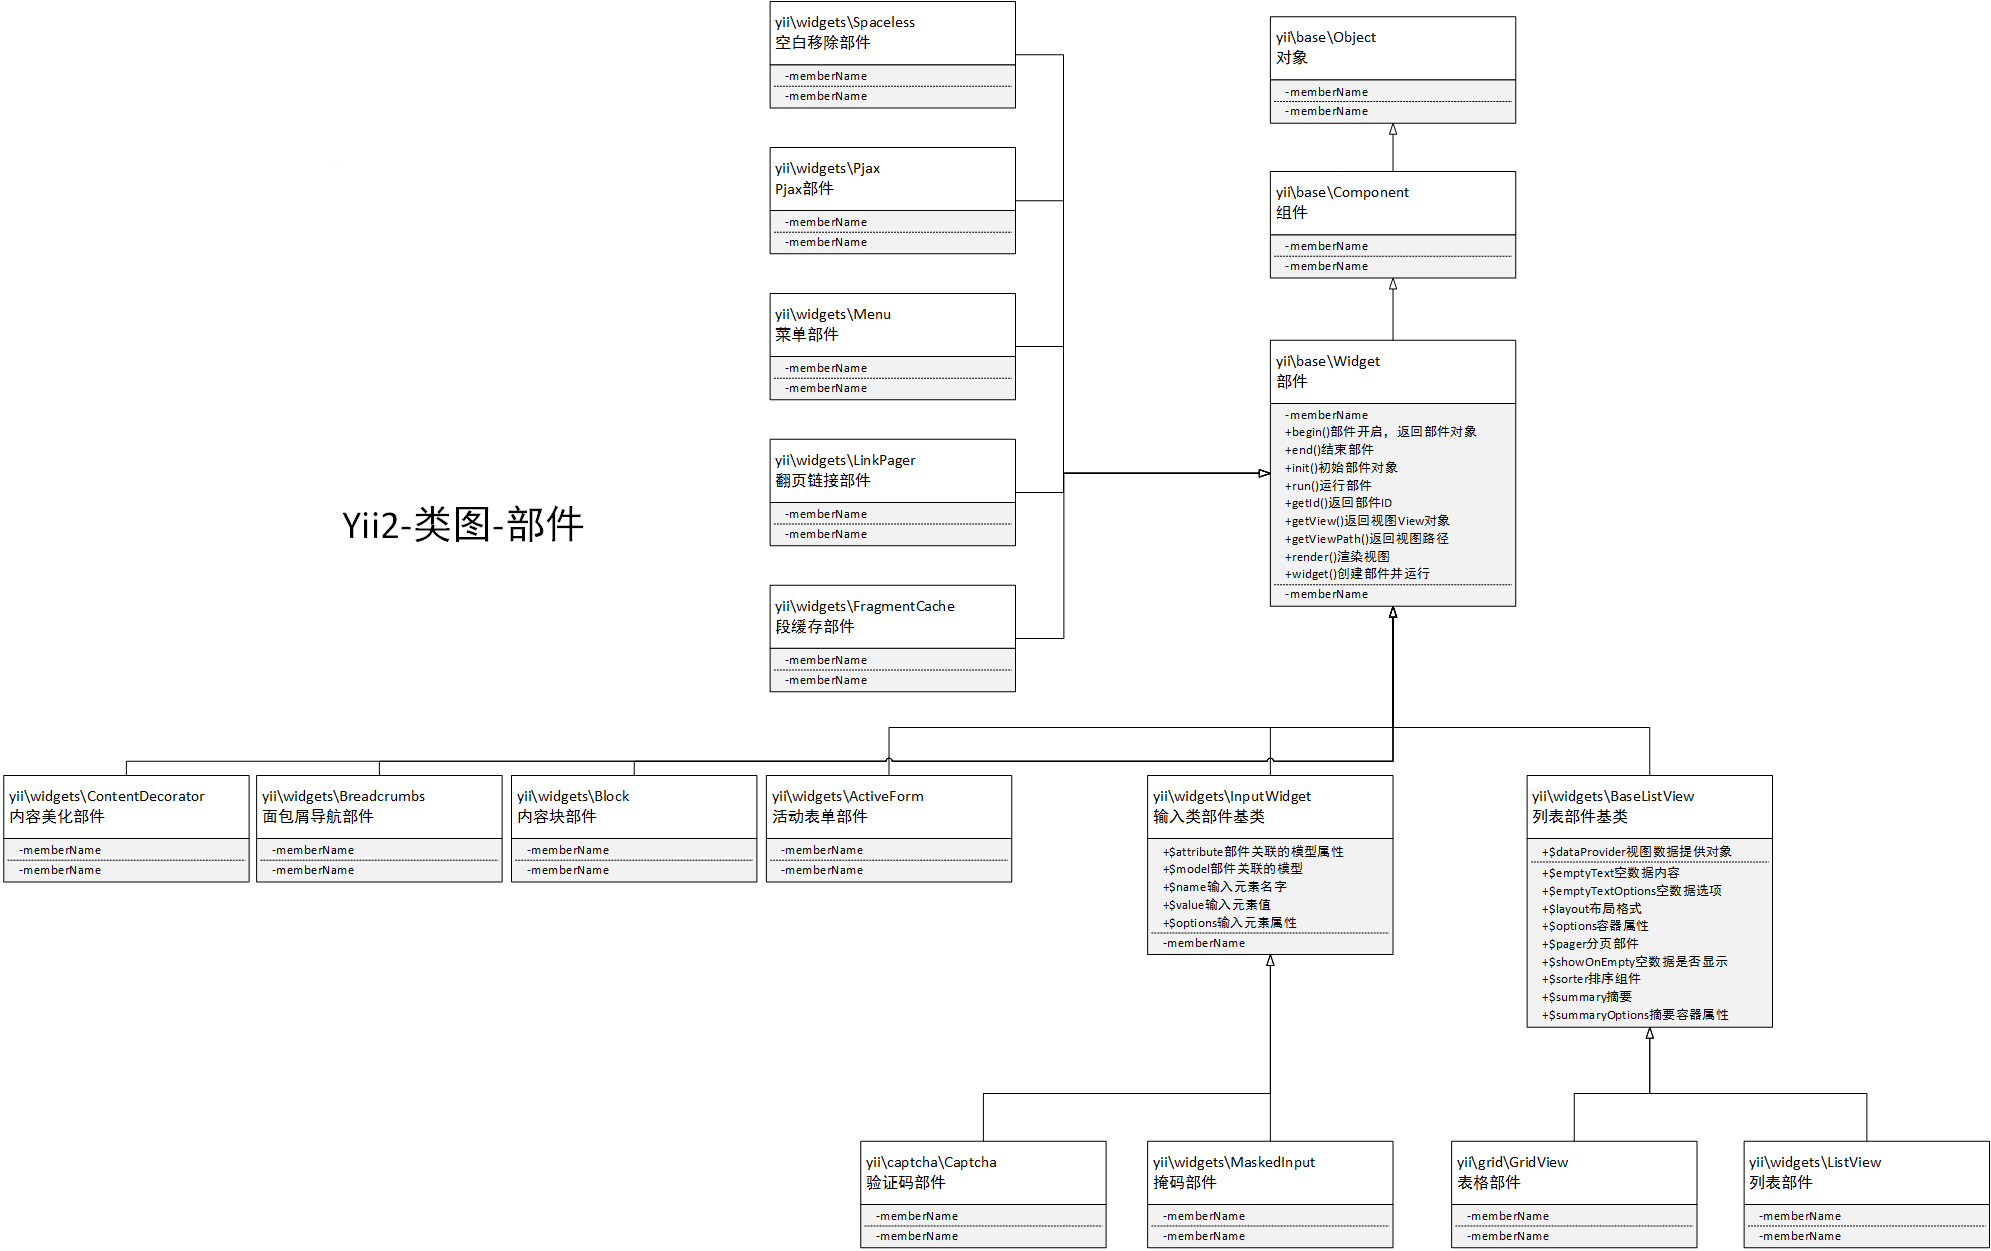 yii\widgets\Spaceless
空白移除部件
-memberName
-memberName
yii\base\Object
对象
-memberName
-memberName
yii\widgets\Pjax
Pjax部件
-memberName
-memberName
yii\base\Component
组件
-memberName
-memberName
yii\widgets\Menu
菜单部件
-memberName
-memberName
yii\base\Widget
部件
-memberName
+begin()部件开启，返回部件对象
+end()结束部件
+init()初始部件对象
+run()运行部件
+getId()返回部件ID
+getView()返回视图View对象
+getViewPath()返回视图路径
+render()渲染视图
+widget()创建部件并运行
-memberName
yii\widgets\LinkPager
翻页链接部件
-memberName
-memberName
Yii2-类图-部件
yii\widgets\FragmentCache
段缓存部件
-memberName
-memberName
yii\widgets\ContentDecorator
内容美化部件
-memberName
-memberName
yii\widgets\Breadcrumbs
面包屑导航部件
-memberName
-memberName
yii\widgets\Block
内容块部件
-memberName
-memberName
yii\widgets\ActiveForm
活动表单部件
-memberName
-memberName
yii\widgets\InputWidget
输入类部件基类
+$attribute部件关联的模型属性
+$model部件关联的模型
+$name输入元素名字
+$value输入元素值
+$options输入元素属性
-memberName
yii\widgets\BaseListView
列表部件基类
+$dataProvider视图数据提供对象
+$emptyText空数据内容
+$emptyTextOptions空数据选项
+$layout布局格式
+$options容器属性
+$pager分页部件
+$showOnEmpty空数据是否显示
+$sorter排序组件
+$summary摘要
+$summaryOptions摘要容器属性
yii\captcha\Captcha
验证码部件
-memberName
-memberName
yii\widgets\MaskedInput
掩码部件
-memberName
-memberName
yii\grid\GridView
表格部件
-memberName
-memberName
yii\widgets\ListView
列表部件
-memberName
-memberName